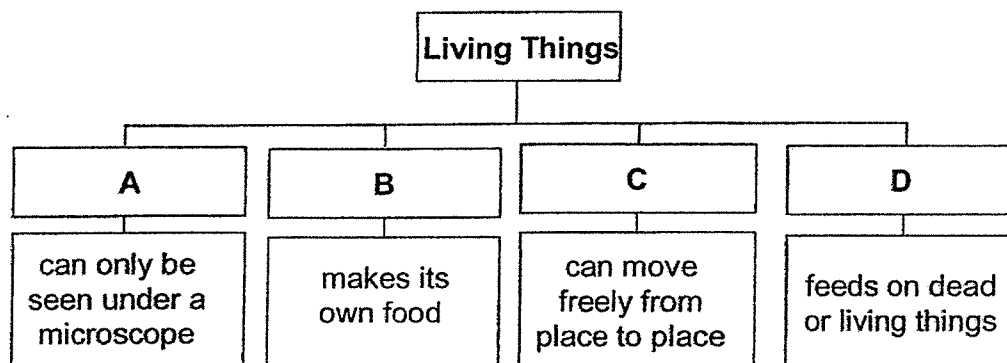 Living Things
A
B
C
D
can only be
seen under a
microscope
makes its
own food
can move
freely from
place to place
feeds on dead
or living things